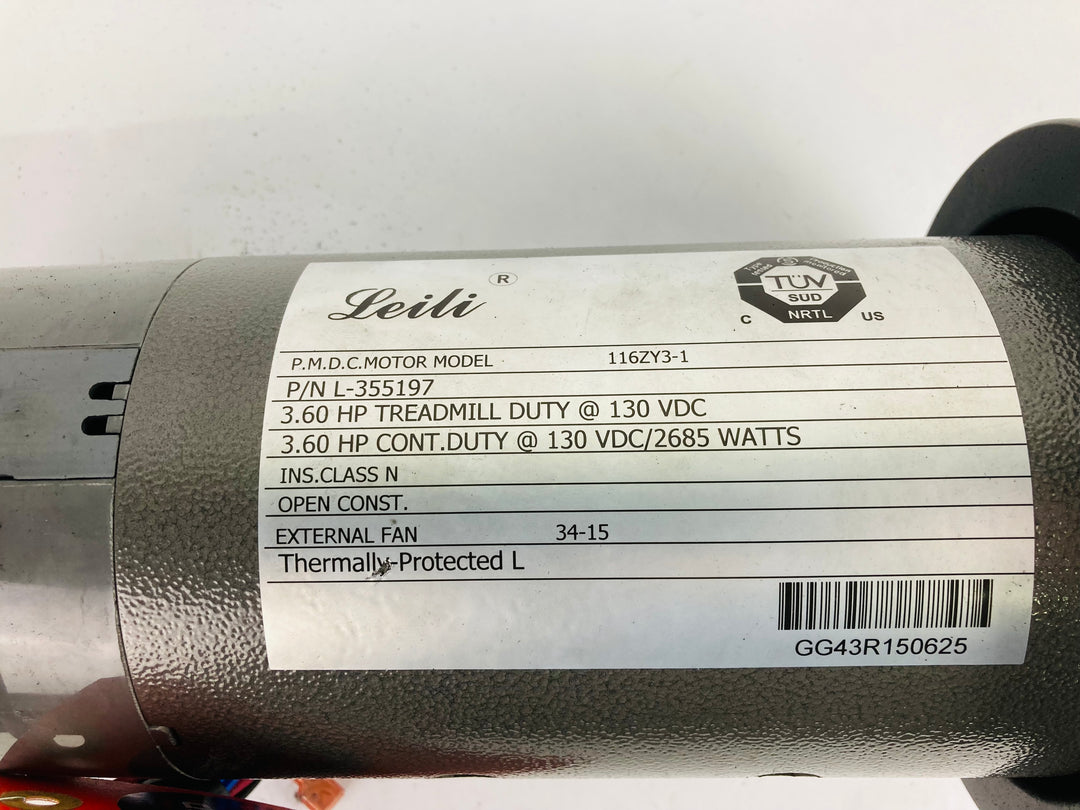 Leili ®
TÜV
SUD
NRTL
C US
P.M.D.C.MOTOR MODEL 116ZY3-1
P/N L-355197
3.60 HP TREADMILL DUTY @ 130 VDC
3.60 HP CONT.DUTY @ 130 VDC/2685 WATTS
INS.CLASS N
OPEN CONST.
EXTERNAL FAN 34-15
Thermally-Protected L
GG43R150625